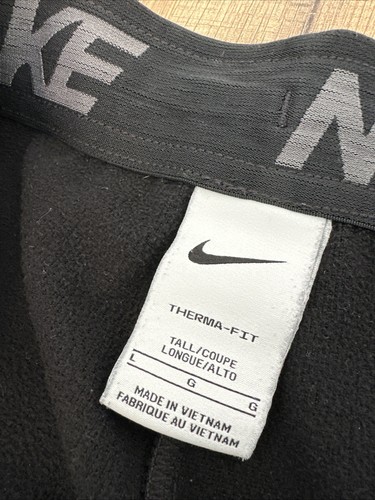 KE N
THERMA-FIT
TALL/COUPE
LONGUE/ALTO
L G G
MADE IN VIETNAM
FABRIQUE AU VIETNAM